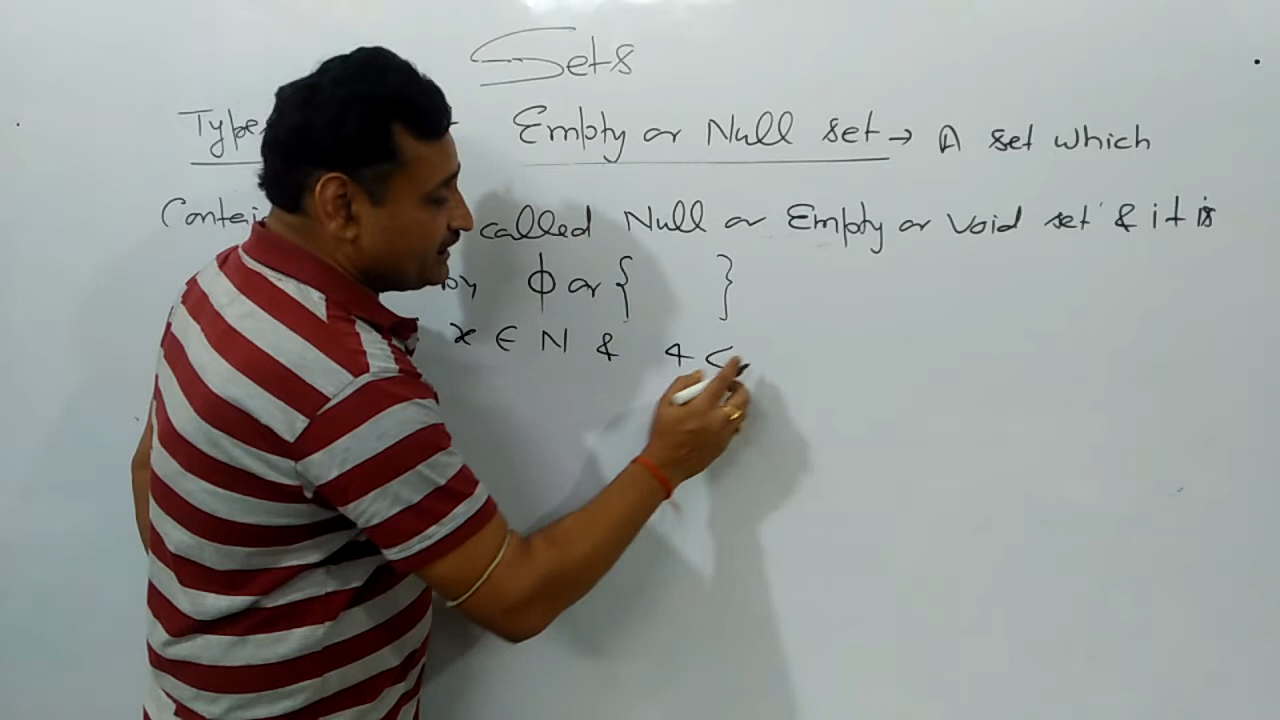 Sets
Type Empty or Null set → A set which
Contai called Null or Empty or Void set & it is
by ϕ or { }
x ∈ N & 4 <